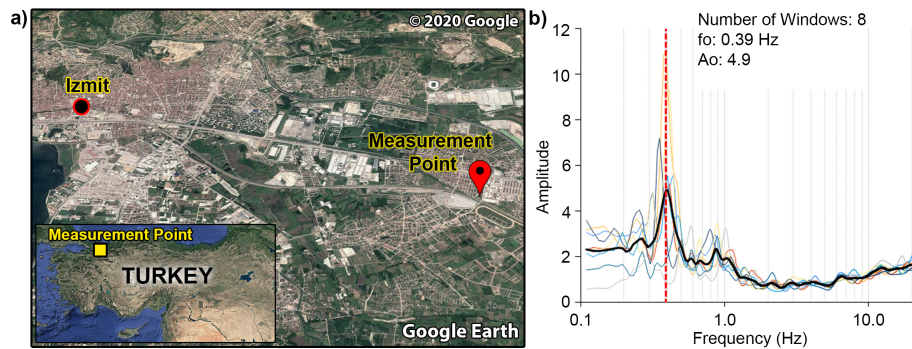 a)
© 2020 Google
Izmit
Measurement
Point
Measurement Point
TURKEY
Google Earth
b)
Number of Windows: 8
fo: 0.39 Hz
Ao: 4.9
Amplitude
12
10
8
6
4
2
0
0.1
1.0
10.0
Frequency (Hz)